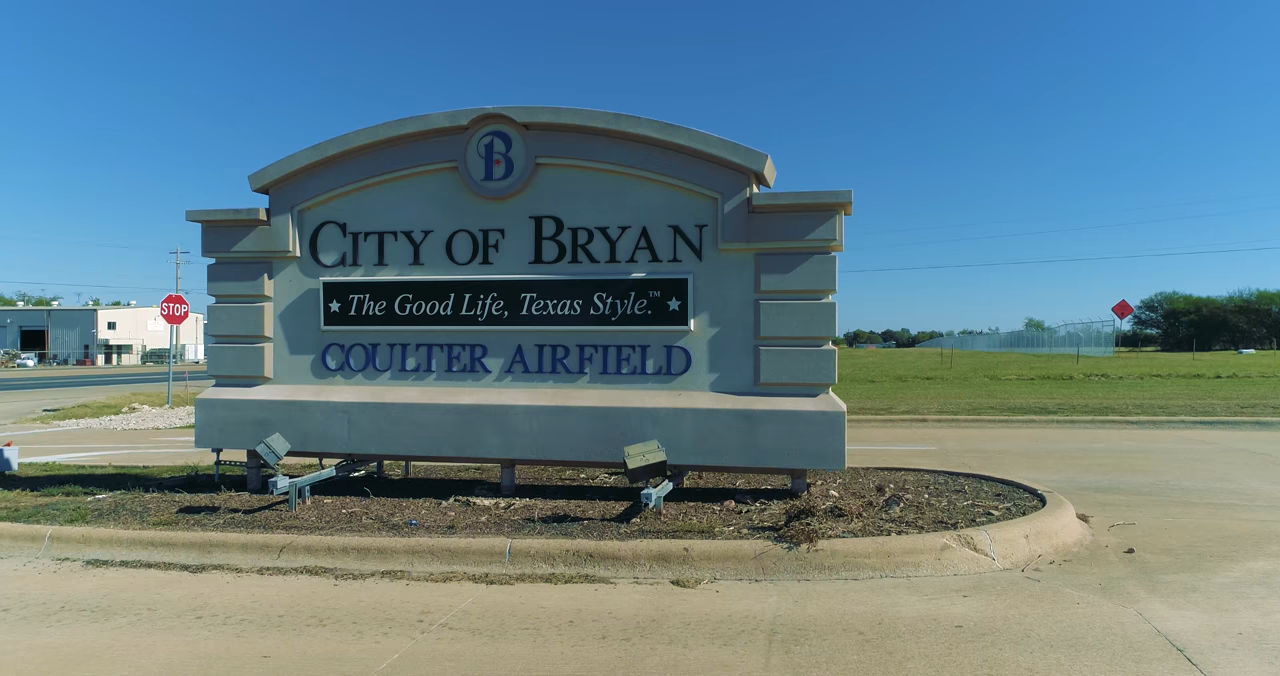 B
CITY OF BRYAN
The Good Life, Texas Style.™
COULTER AIRFIELD
STOP